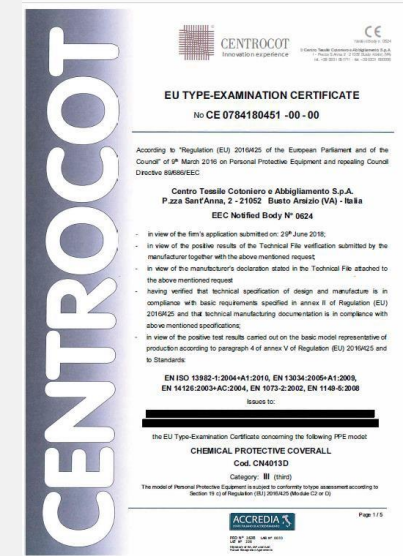 CENTROCOT
CENTROCOT
Innovation experience
CE
EU TYPE-EXAMINATION CERTIFICATE
No CE 0784180451 -00 - 00
According to "Regulation (EU) 2016/425 of the European Parliament and of the
Council" of 9th March 2016 on Personal Protective Equipment and repealing Council
Directive 89/686/EEC
Centro Tessile Cotoniero e Abbigliamento S.p.A.
P.zza Sant'Anna, 2 - 21052 Busto Arsizio (VA) - Italia
EEC Notified Body N° 0624
- in view of the firm's application submitted on: 29th June 2018;
- in view of the positive results of the Technical File verification submitted by the
manufacturer together with the above mentioned request;
- in view of the manufacturer's declaration stated in the Technical File attached to
the above mentioned request
- having verified that technical specification of design and manufacture is in
compliance with basic requirements specified in annex II of Regulation (EU)
2016/425 and that technical manufacturing documentation is in compliance with
above mentioned specifications;
- in view of the positive test results carried out on the basic model representative of
production according to paragraph 4 of annex V of Regulation (EU) 2016/425 and
to Standards:
EN ISO 13982-1:2004+A1:2010, EN 13034:2005+A1:2009,
EN 14126:2003+AC:2004, EN 1073-2:2002, EN 1149-5:2008
Issues to:
the EU Type-Examination Certificate concerning the following PPE model
CHEMICAL PROTECTIVE COVERALL
Cod. CN4013D
Category: III (third)
The model of Personal Protective Equipment is subject to conformity to type assessment according to
Section 19 c) of Regulation (EU) 2016/425 (Module C2 or D)
Page 1 / 5
ACCREDIA